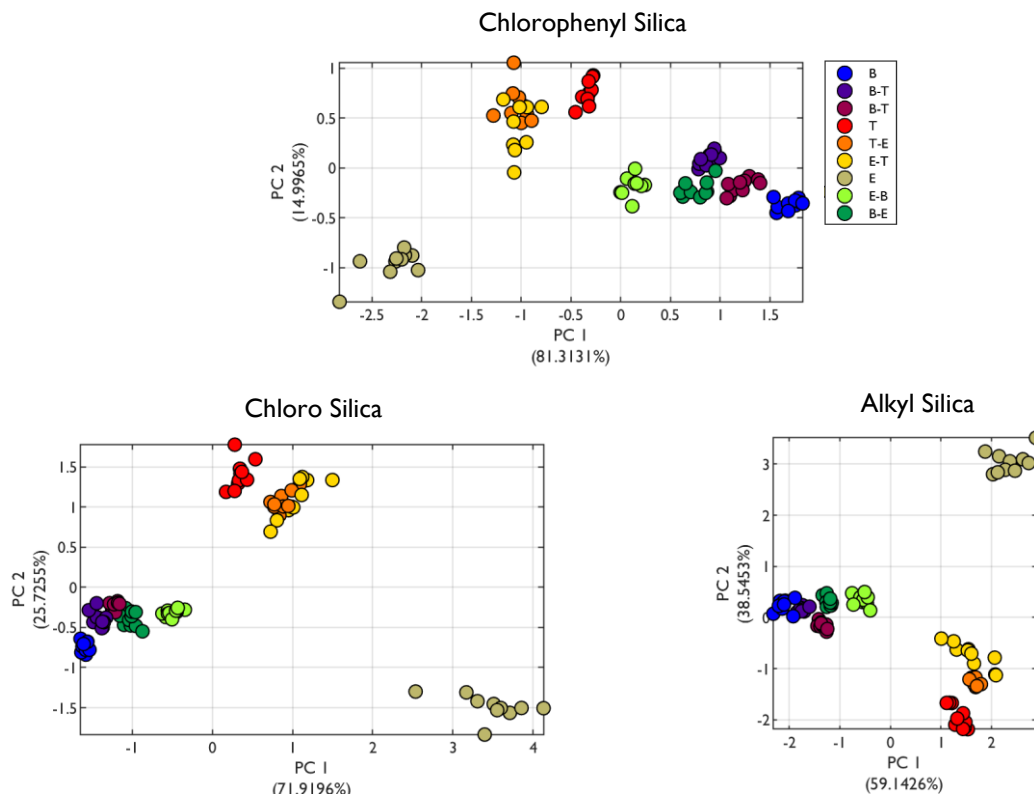 Chlorophenyl Silica
1
0.5
0
-0.5
-1
PC 2
(14.9965%)
-2.5 -2 -1.5 -1 -0.5 0 0.5 1 1.5
PC 1
(81.3131%)
B
B-T
B-T
T
T-E
E-T
E
E-B
B-E
Chloro Silica
1.5
1
0.5
0
-0.5
-1
-1.5
PC 2
(25.7255%)
-1 0 1 2 3 4
PC 1
(71.9196%)
Alkyl Silica
3
2
1
0
-1
-2
PC 2
(38.5453%)
-2 -1 0 1 2
PC 1
(59.1426%)